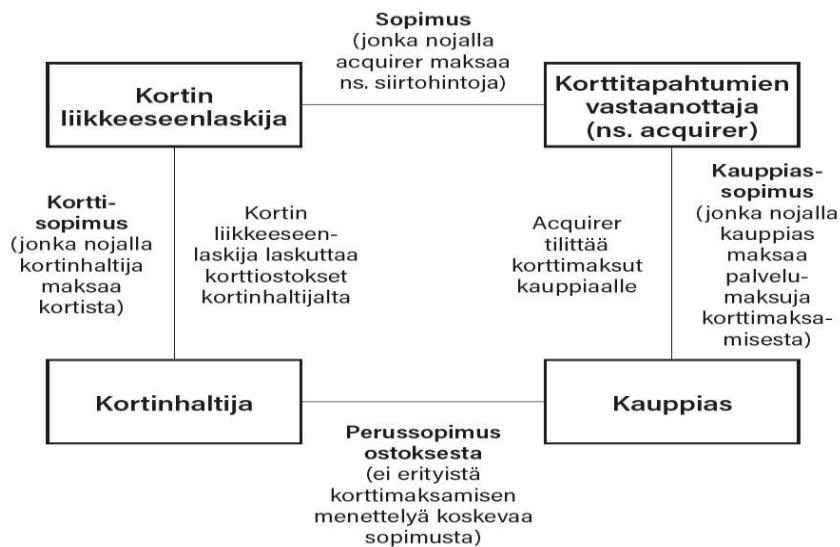 Sopimus
(jonka nojalla
acquirer maksaa
ns. siirtohintoja)
Kortin
liikkeeseenlaskija
Korttitapahtumien
vastaanottaja
(ns. acquirer)
Kortti-
sopimus
(jonka nojalla
kortinhaltija
maksaa
kortista)
Kortin
liikkeeseen-
laskija laskuttaa
korttiostokset
kortinhaltijalta
Acquirer
tilittää
korttimaksut
kauppiaalle
Kauppias-
sopimus
(jonka nojalla
kauppias
maksaa
palvelu-
maksuja
korttimaksa-
misesta)
Kortinhaltija
Kauppias
Perussopimus
ostoksesta
(ei erityistä
korttimaksamisen
menettelyä koskevaa
sopimusta)